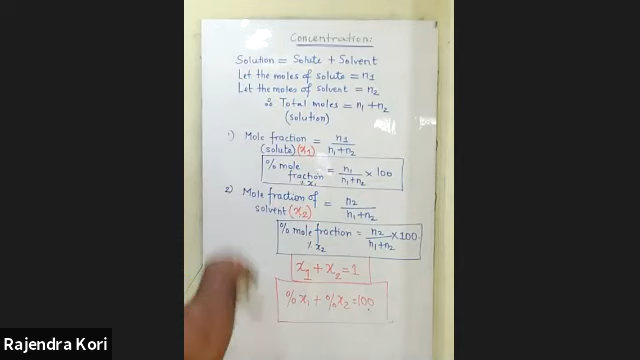 Concentration:
Solution = Solute + Solvent
Let the moles of solute = n1
Let the moles of solvent = n2
∴ Total moles = n1 + n2
(solution)
1) Mole fraction = n1 / n1+n2
(solute) (x1)
% mole fraction = n1 / n1+n2 × 100
% x1
2) Mole fraction of solvent (x2) = n2 / n1+n2
% mole fraction = n2 / n1+n2 × 100
% x2
x1 + x2 = 1
% x1 + % x2 = 100
Rajendra Kori